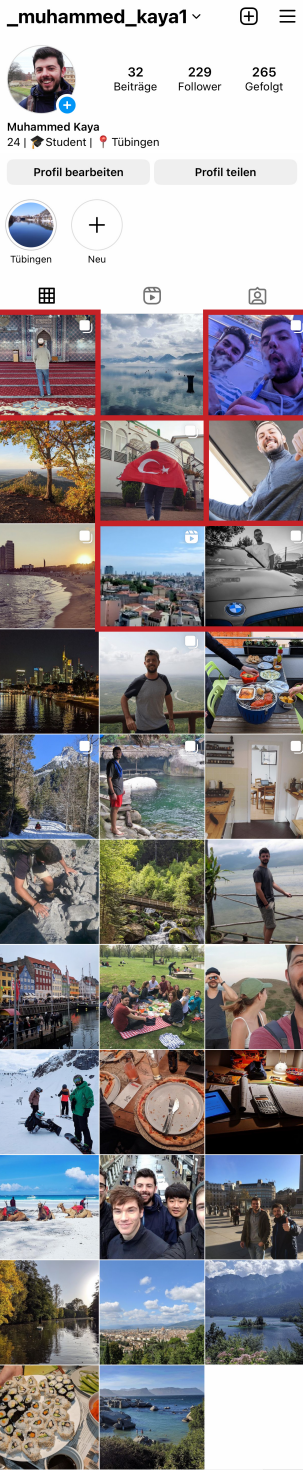 _muhammed_kaya1
32 229 265
Beiträge Follower Gefolgt
Muhammed Kaya
24 | 🎓Student | 📍Tübingen
Profil bearbeiten Profil teilen
Tübingen Neu